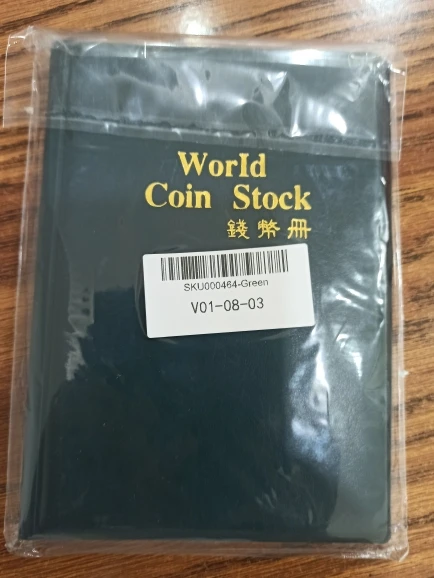 World
Coin Stock
錢幣冊
SKU000464-Green
V01-08-03